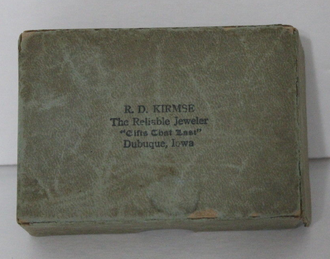 R. D. KIRMSE
The Reliable Jeweler
"Gifts That Last"
Dubuque, Iowa